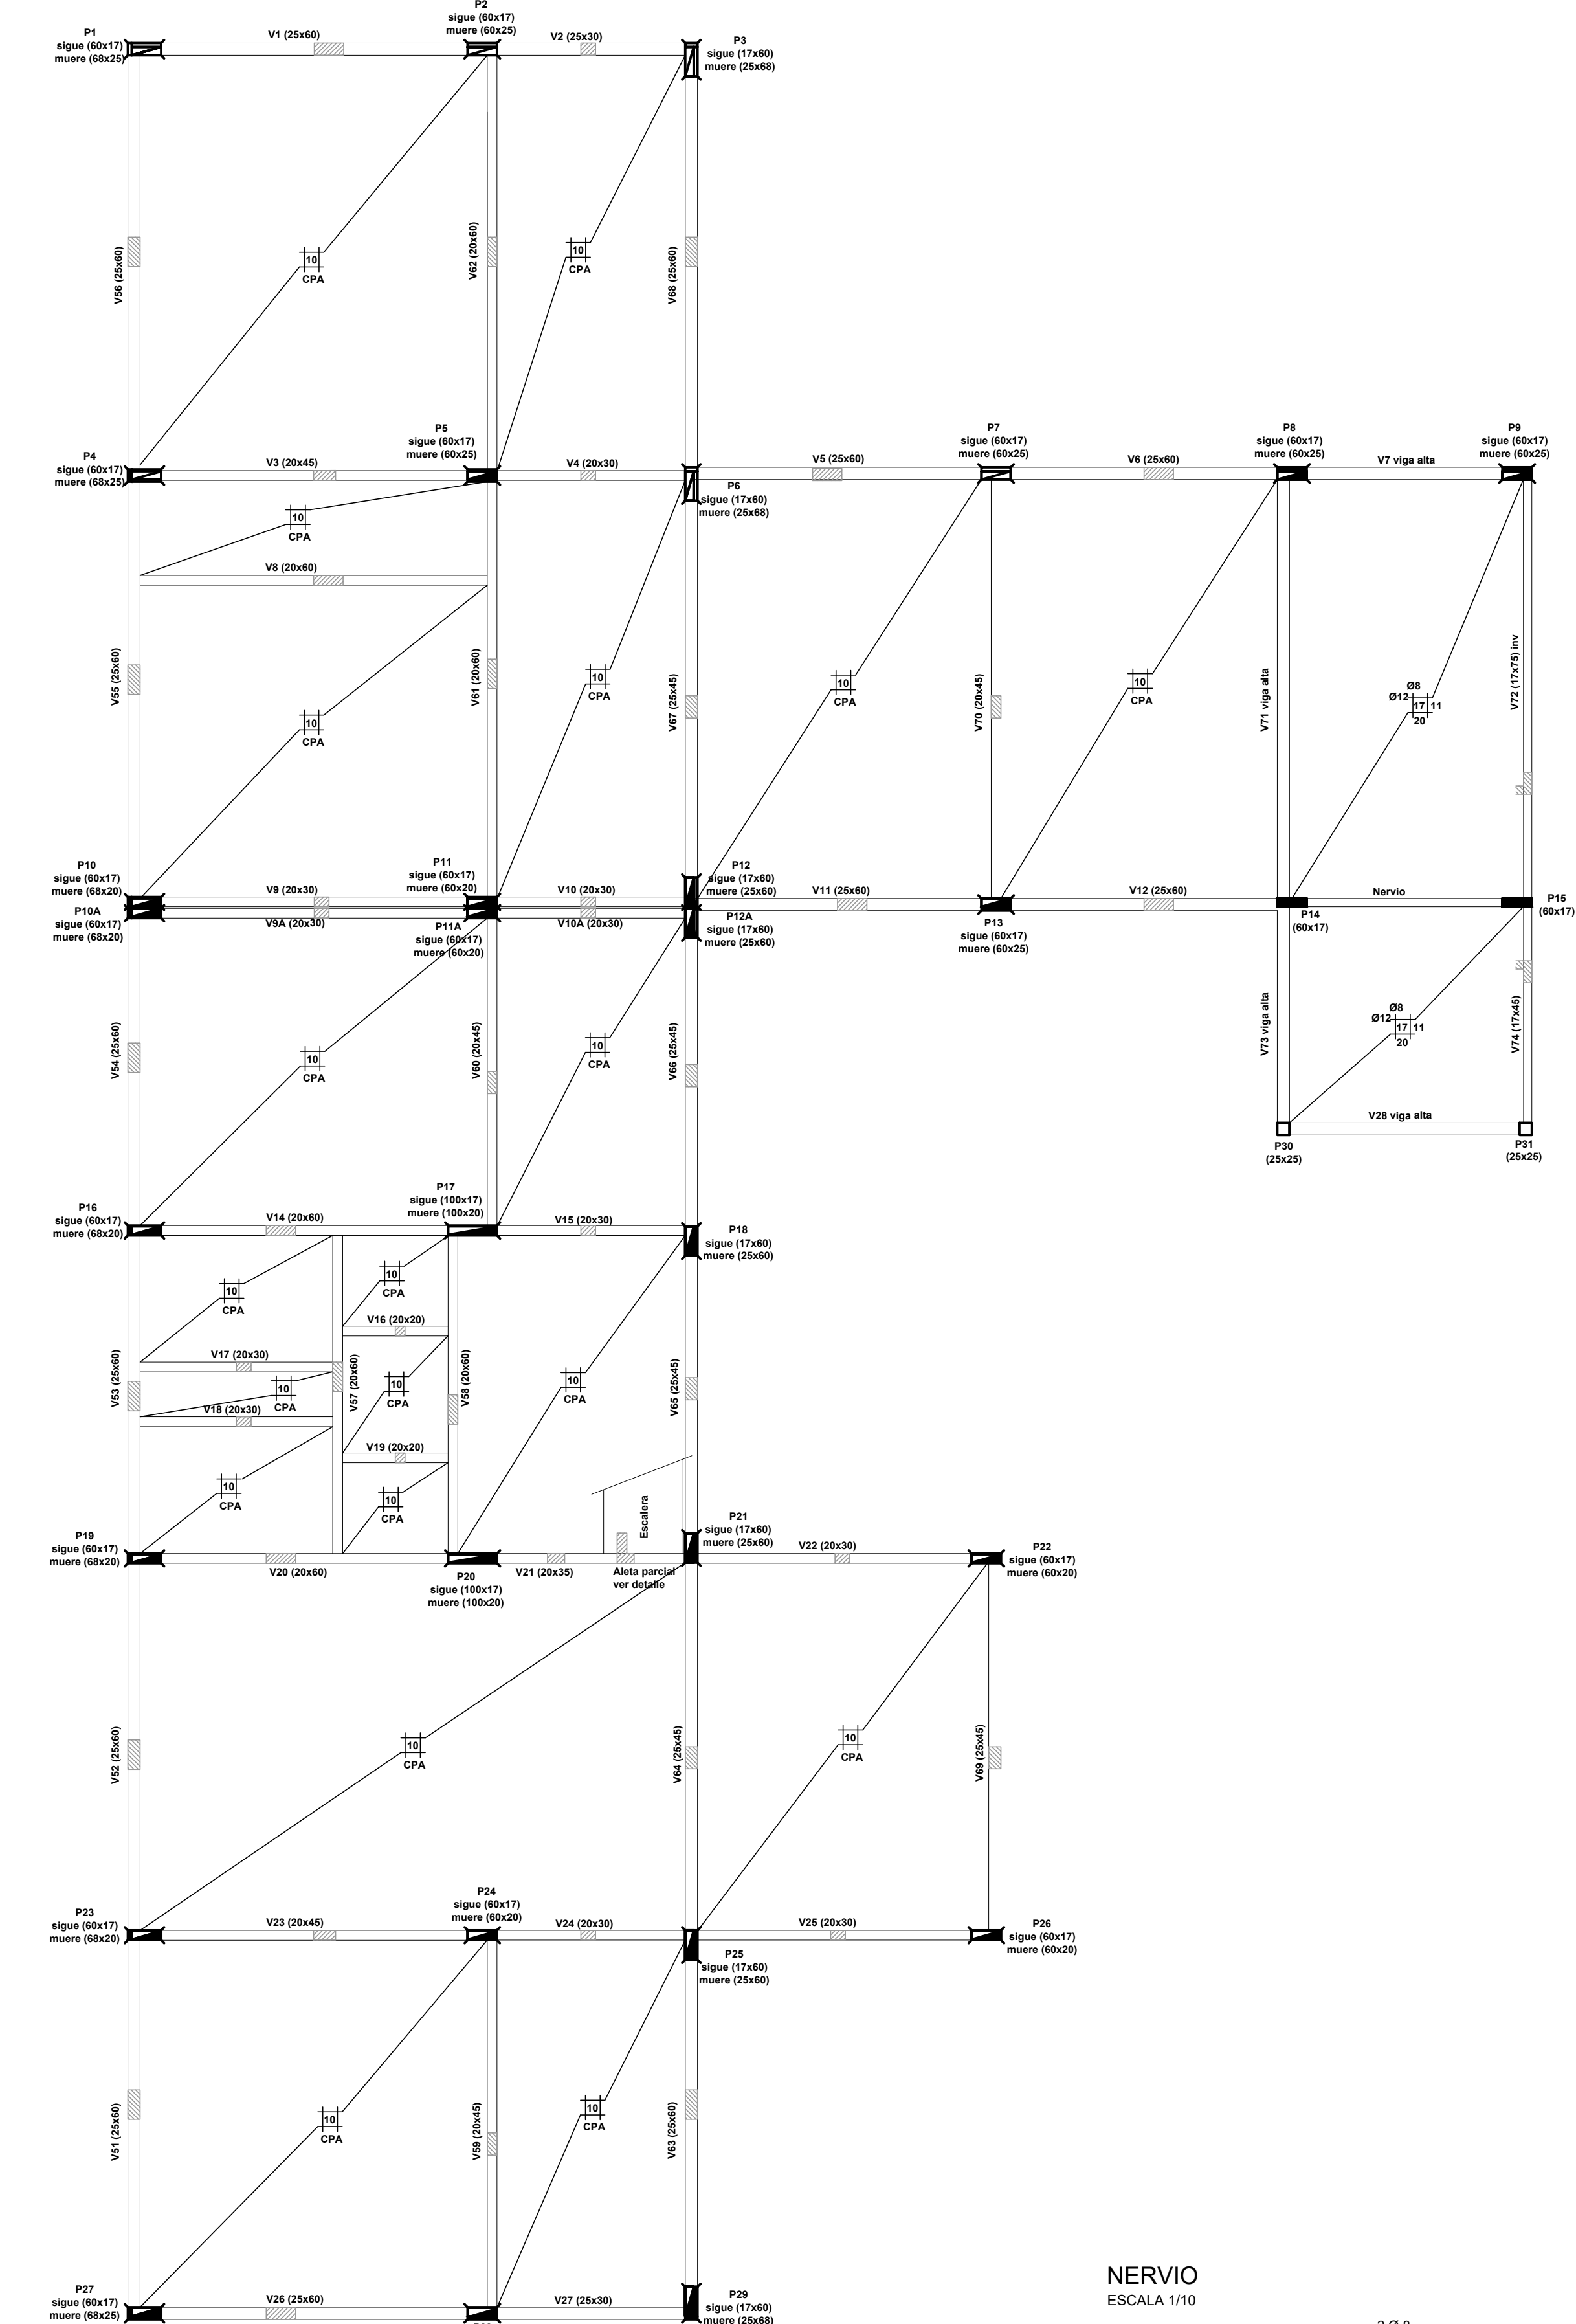 P2
sigue (60x17)
muere (60x25)
P1
sigue (60x17)
muere (68x25)
V1 (25x60)
V2 (25x30)
P3
sigue (17x60)
muere (25x68)
V56 (25x60)
10
CPA
V62 (20x60)
10
CPA
V68 (25x60)
P4
sigue (60x17)
muere (68x25)
V3 (20x45)
P5
sigue (60x17)
muere (60x25)
V4 (20x30)
P6
sigue (17x60)
muere (25x68)
V5 (25x60)
P7
sigue (60x17)
muere (60x25)
V6 (25x60)
P8
sigue (60x17)
muere (60x25)
V7 viga alta
P9
sigue (60x17)
muere (60x25)
10
CPA
V8 (20x60)
V55 (25x60)
10
CPA
V61 (20x60)
10
CPA
V67 (25x45)
10
CPA
V70 (20x45)
10
CPA
V71 viga alta
Ø8
Ø12
17
11
20
V72 (17x75) inv
P10
sigue (60x17)
muere (68x20)
V9 (20x30)
P11
sigue (60x17)
muere (60x20)
V10 (20x30)
P12
sigue (17x60)
muere (25x60)
V11 (25x60)
V12 (25x60)
Nervio
P15
(60x17)
P10A
sigue (60x17)
muere (68x20)
V9A (20x30)
P11A
sigue (60x17)
muere (60x20)
V10A (20x30)
P12A
sigue (17x60)
muere (25x60)
P13
sigue (60x17)
muere (60x25)
P14
(60x17)
V54 (25x60)
10
CPA
V60 (20x45)
10
CPA
V66 (25x45)
V73 viga alta
Ø8
Ø12
17
11
20
V74 (17x45)
V28 viga alta
P30
(25x25)
P31
(25x25)
P16
sigue (60x17)
muere (68x20)
V14 (20x60)
P17
sigue (100x17)
muere (100x20)
V15 (20x30)
P18
sigue (17x60)
muere (25x60)
10
CPA
10
CPA
V16 (20x20)
V17 (20x30)
V53 (25x60)
10
CPA
V57 (20x60)
10
CPA
V58 (20x60)
10
CPA
V65 (25x45)
V18 (20x30)
V19 (20x20)
10
CPA
10
CPA
Escalera
P19
sigue (60x17)
muere (68x20)
V20 (20x60)
P20
sigue (100x17)
muere (100x20)
V21 (20x35)
Aleta parcial
ver detalle
P21
sigue (17x60)
muere (25x60)
V22 (20x30)
P22
sigue (60x17)
muere (60x20)
V52 (25x60)
10
CPA
V64 (25x45)
10
CPA
V69 (25x45)
P23
sigue (60x17)
muere (68x20)
V23 (20x45)
P24
sigue (60x17)
muere (60x20)
V24 (20x30)
P25
sigue (17x60)
muere (25x60)
V25 (20x30)
P26
sigue (60x17)
muere (60x20)
V51 (25x60)
10
CPA
V59 (20x45)
10
CPA
V63 (25x60)
P27
sigue (60x17)
muere (68x25)
V26 (25x60)
V27 (25x30)
P29
sigue (17x60)
muere (25x68)
NERVIO
ESCALA 1/10